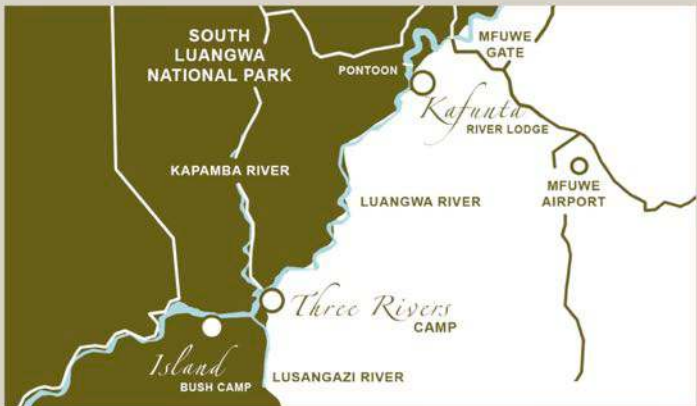 SOUTH
LUANGWA
NATIONAL PARK
MFUWE
GATE
PONTOON
Kafunta
RIVER LODGE
KAPAMBA RIVER
MFUWE
AIRPORT
LUANGWA RIVER
Three Rivers
CAMP
Island
BUSH CAMP
LUSANGAZI RIVER